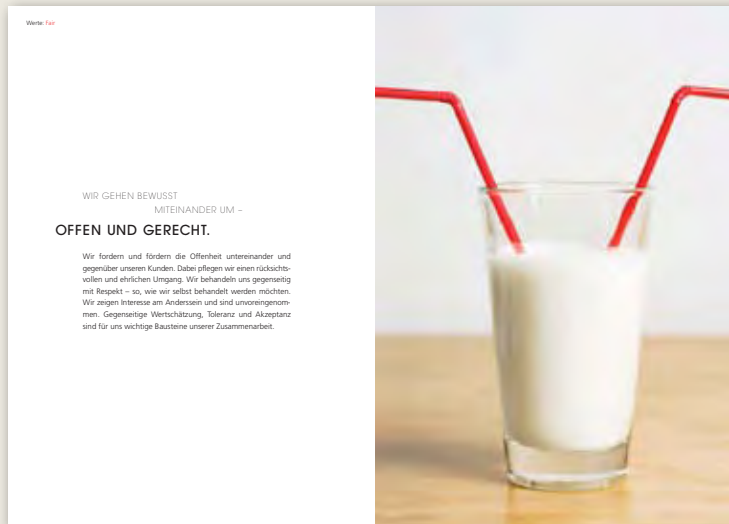 Werte: Fair
WIR GEHEN BEWUSST
MITEINANDER UM –
OFFEN UND GERECHT.
Wir fordern und fördern die Offenheit untereinander und
gegenüber unseren Kunden. Dabei pflegen wir einen rücksichts-
vollen und ehrlichen Umgang. Wir behandeln uns gegenseitig
mit Respekt – so, wie wir selbst behandelt werden möchten.
Wir zeigen Interesse am Anderssein und sind unvoreingenom-
men. Gegenseitige Wertschätzung, Toleranz und Akzeptanz
sind für uns wichtige Bausteine unserer Zusammenarbeit.